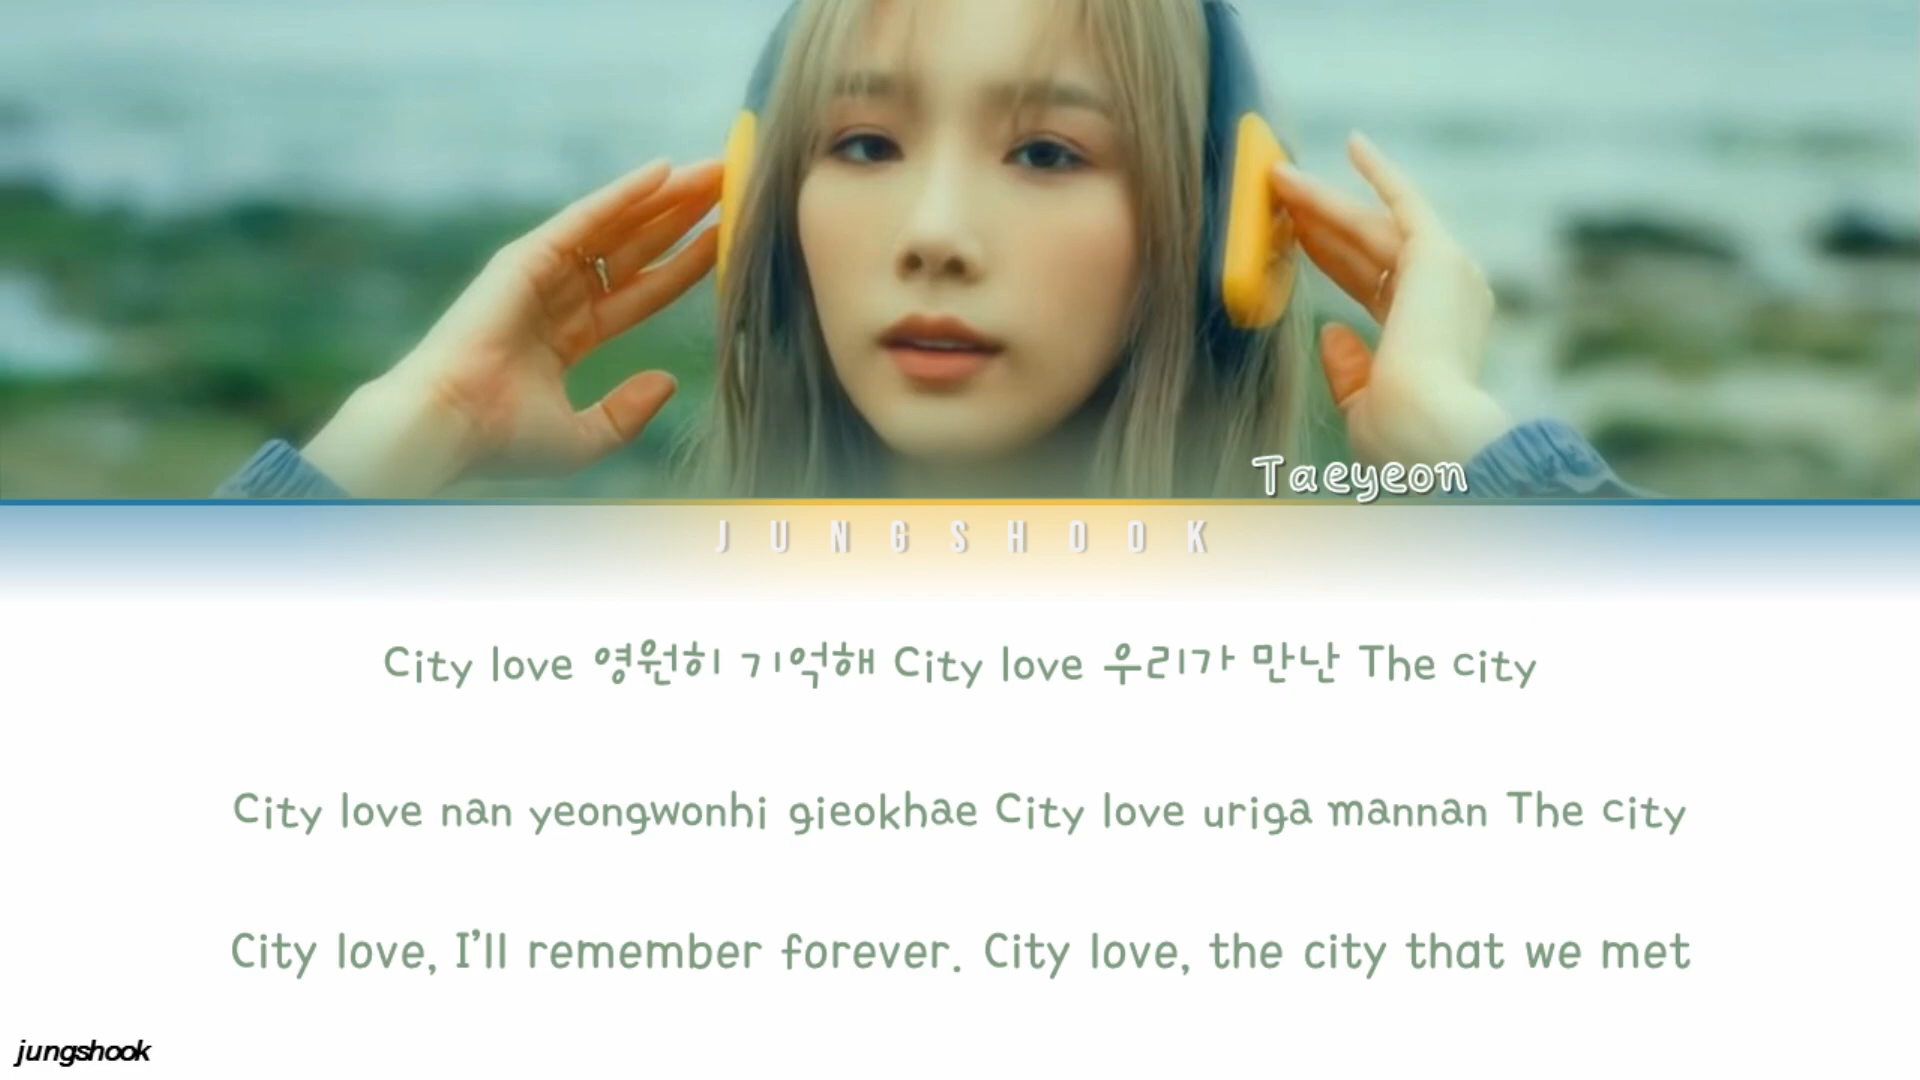 Taeyeon
JUNGSHOOK
City love 영원히 기억해 City love 우리가 만난 The city
City love nan yeongwonhi gieokhae City love uriga mannan The city
City love, I'll remember forever. City love, the city that we met
jungshook